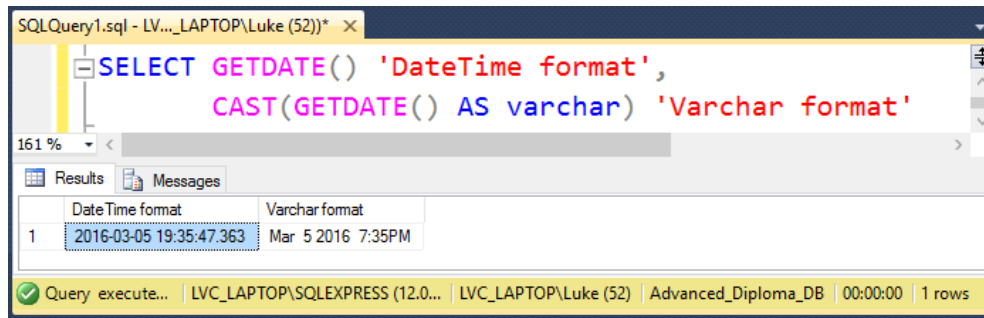 SQLQuery1.sql - LV..._LAPTOP\Luke (52))* ×
SELECT GETDATE() 'DateTime format',
CAST(GETDATE() AS varchar) 'Varchar format'
161 %
Results Messages
DateTime format Varchar format
1 2016-03-05 19:35:47.363 Mar  5 2016  7:35PM
Query execute... LVC_LAPTOP\SQLEXPRESS (12.0... LVC_LAPTOP\Luke (52) Advanced_Diploma_DB 00:00:00 1 rows